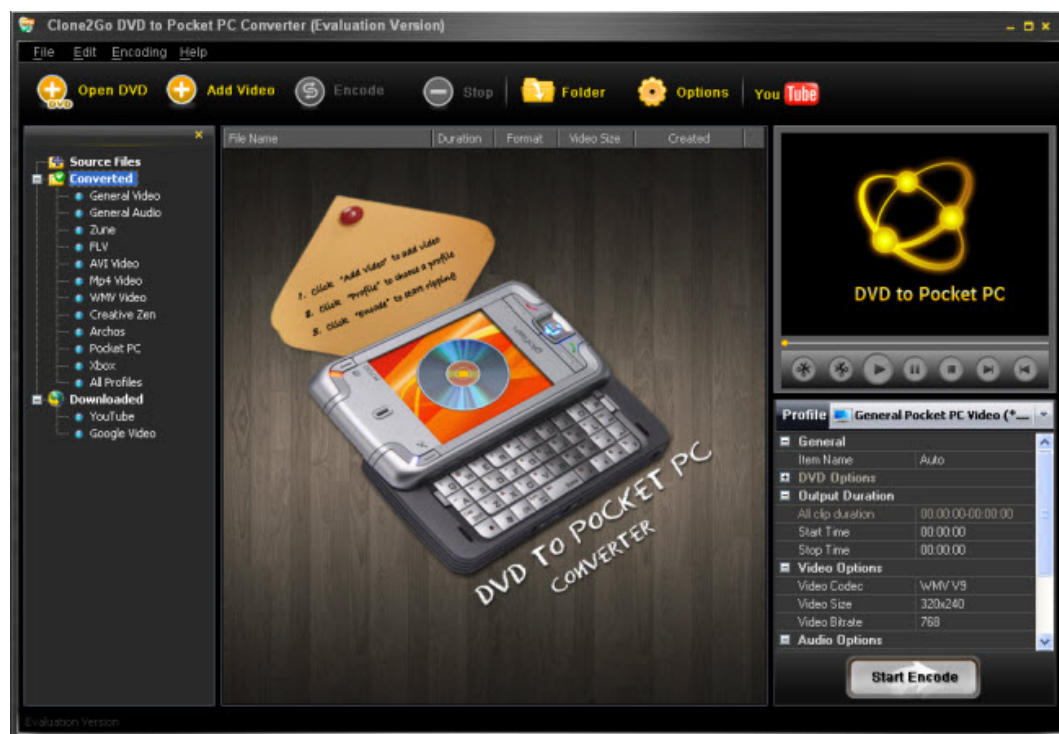 Clone2Go DVD to Pocket PC Converter (Evaluation Version)
File Edit Encoding Help
DVD Open DVD Add Video Encode Stop Folder Options You Tube
File Name Duration Format Video Size Created
Source Files
Converted
General Video
General Audio
Zune
FLV
AVI Video
Mp4 Video
WMV Video
Creative Zen
Archos
Pocket PC
Xbox
All Profiles
Downloaded
YouTube
Google Video
1. Click "Add Video" to add video
2. Click "Profile" to choose a profile
3. Click "Encode" to start ripping
DVD TO POCKET PC
CONVERTER
DVD to Pocket PC
Profile General Pocket PC Video (*....
General
Item Name Auto
DVD Options
Output Duration
All clip duration 00:00:00-00:00:00
Start Time 00:00:00
Stop Time 00:00:00
Video Options
Video Codec WMV V9
Video Size 320x240
Video Bitrate 768
Audio Options
Start Encode
Evaluation Version